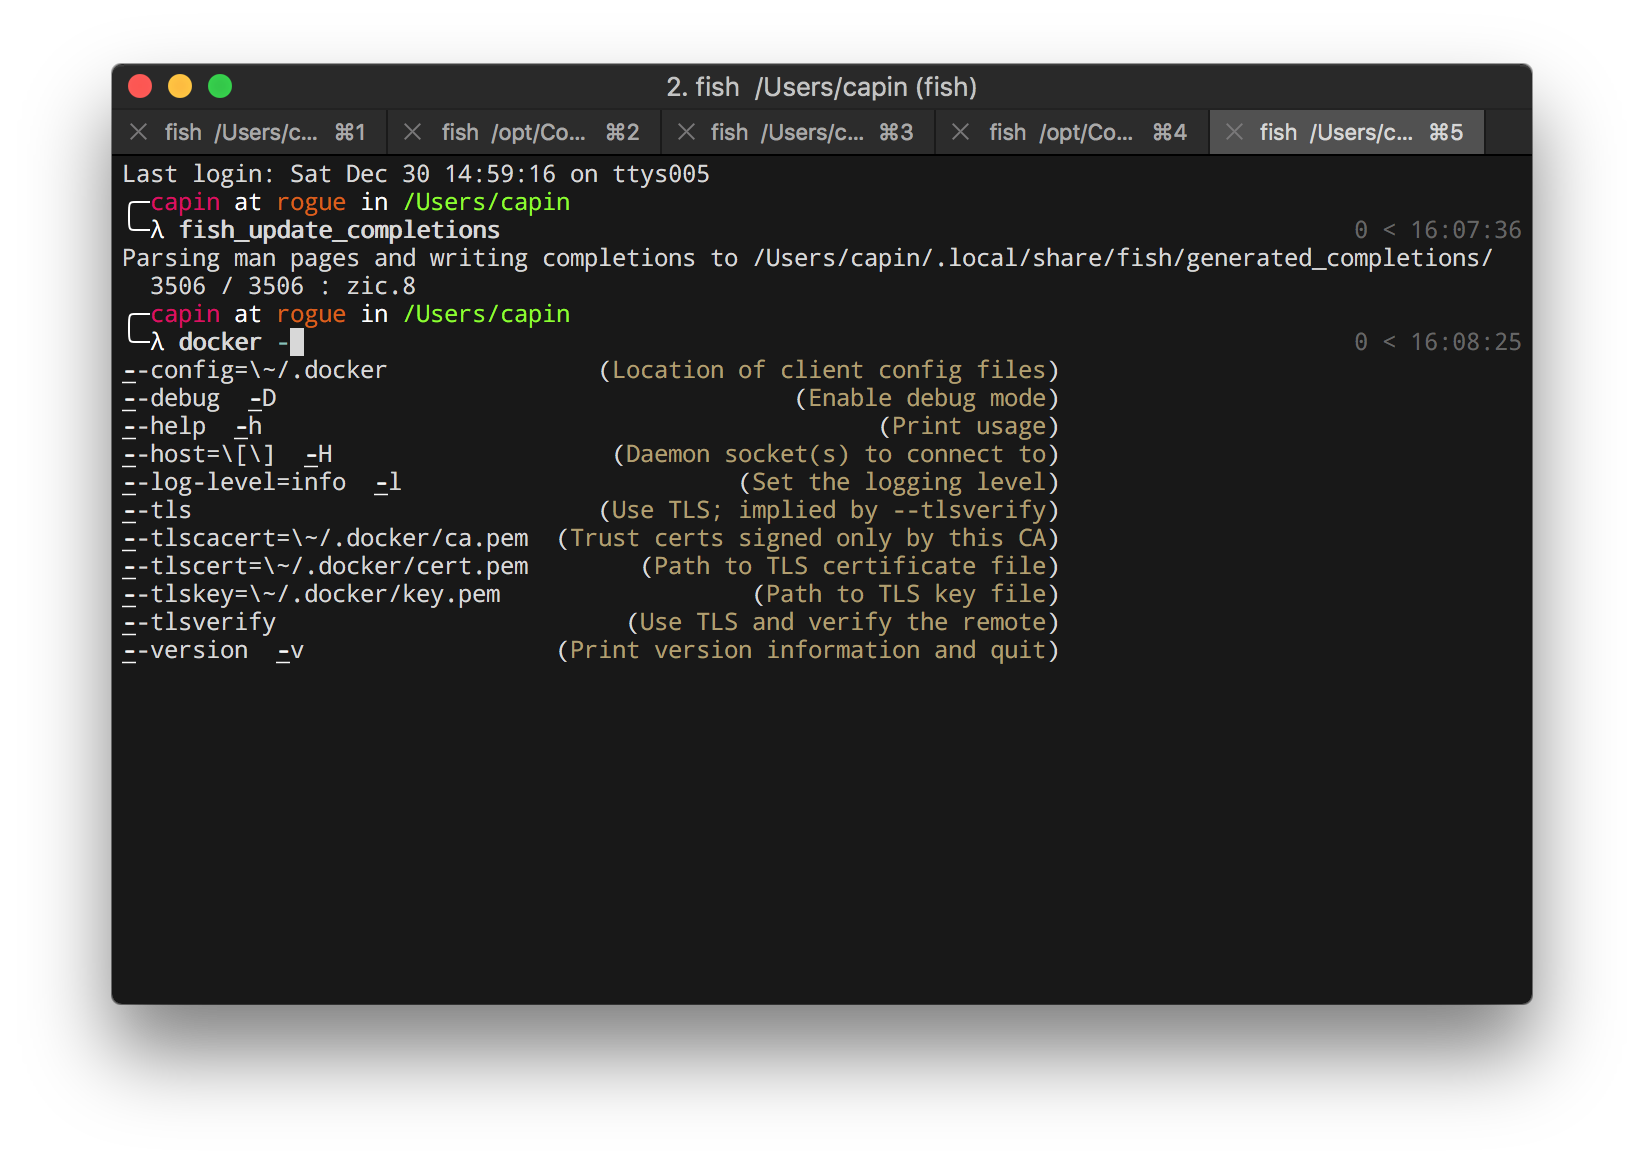 2. fish  /Users/capin (fish)
fish  /Users/c... ⌘1 fish  /opt/Co... ⌘2 fish  /Users/c... ⌘3 fish  /opt/Co... ⌘4 fish  /Users/c... ⌘5
Last login: Sat Dec 30 14:59:16 on ttys005
capin at rogue in /Users/capin
λ fish_update_completions 0 < 16:07:36
Parsing man pages and writing completions to /Users/capin/.local/share/fish/generated_completions/
3506 / 3506 : zic.8
capin at rogue in /Users/capin
λ docker - 0 < 16:08:25
--config=\~/.docker (Location of client config files)
--debug  -D (Enable debug mode)
--help  -h (Print usage)
--host=\[\]  -H (Daemon socket(s) to connect to)
--log-level=info  -l (Set the logging level)
--tls (Use TLS; implied by --tlsverify)
--tlscacert=\~/.docker/ca.pem (Trust certs signed only by this CA)
--tlscert=\~/.docker/cert.pem (Path to TLS certificate file)
--tlskey=\~/.docker/key.pem (Path to TLS key file)
--tlsverify (Use TLS and verify the remote)
--version  -v (Print version information and quit)